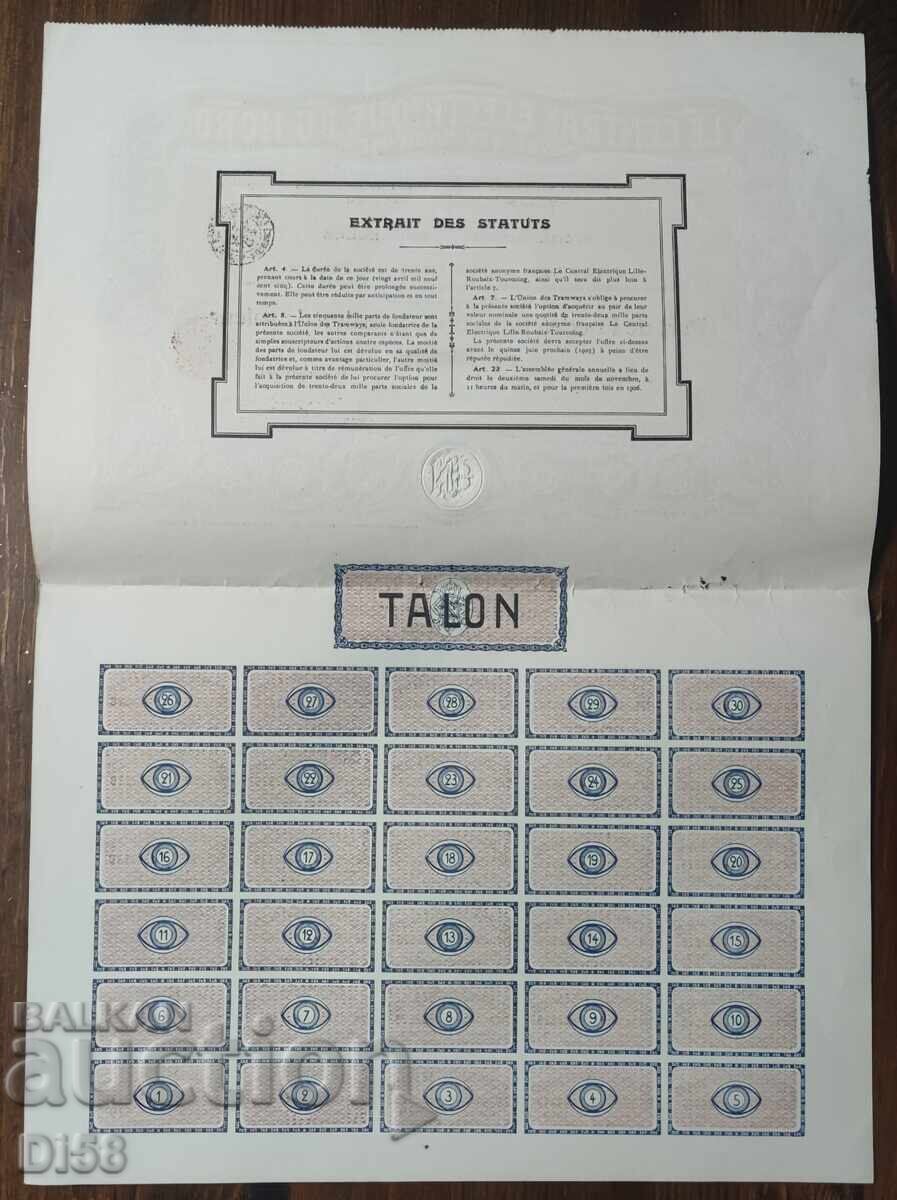 EXTRAIT DES STATUTS
Art. 4. — La durée de la société est de trente ans,
prenant cours à la date de ce jour (vingt avril mil neuf
cent cinq). Cette durée peut être prolongée successi-
vement. Elle peut être réduite par anticipation et en tout
temps.
Art. 8. — Les cinquante mille parts de fondateur sont
attribuées à l'Union des Tramways, seule fondatrice de la
présente société, les autres comparants n'étant que de
simples souscripteurs d'actions contre espèces. La moitié
des parts de fondateur lui est dévolue en sa qualité de
fondatrice et, comme avantage particulier, l'autre moitié
lui est dévolue à titre de rémunération de l'offre qu'elle
fait à la présente société de lui procurer l'option pour
l'acquisition de trente-deux mille parts sociales de la
société anonyme française Le Central Electrique Lille-
Roubaix-Tourcoing, ainsi qu'il sera dit plus loin à
l'article 7.
Art. 7. — L'Union des Tramways s'oblige à procurer
à la présente société l'option d'acquérir au pair de leur
valeur nominale une quotité de trente-deux mille parts
sociales de la société anonyme française Le Central
Electrique Lille Roubaix-Tourcoing.
La présente société devra accepter l'offre ci-dessus
avant le quinze juin prochain (1905) à peine d'être
réputée répudiée.
Art. 22 — L'assemblée générale annuelle a lieu de
droit le deuxième samedi du mois de novembre, à
11 heures du matin, et pour la première fois en 1906.
TALON
26 27 28 29 30
21 22 23 24 25
16 17 18 19 20
11 12 13 14 15
6 7 8 9 10
1 2 3 4 5
BALKAN
auction
Di58